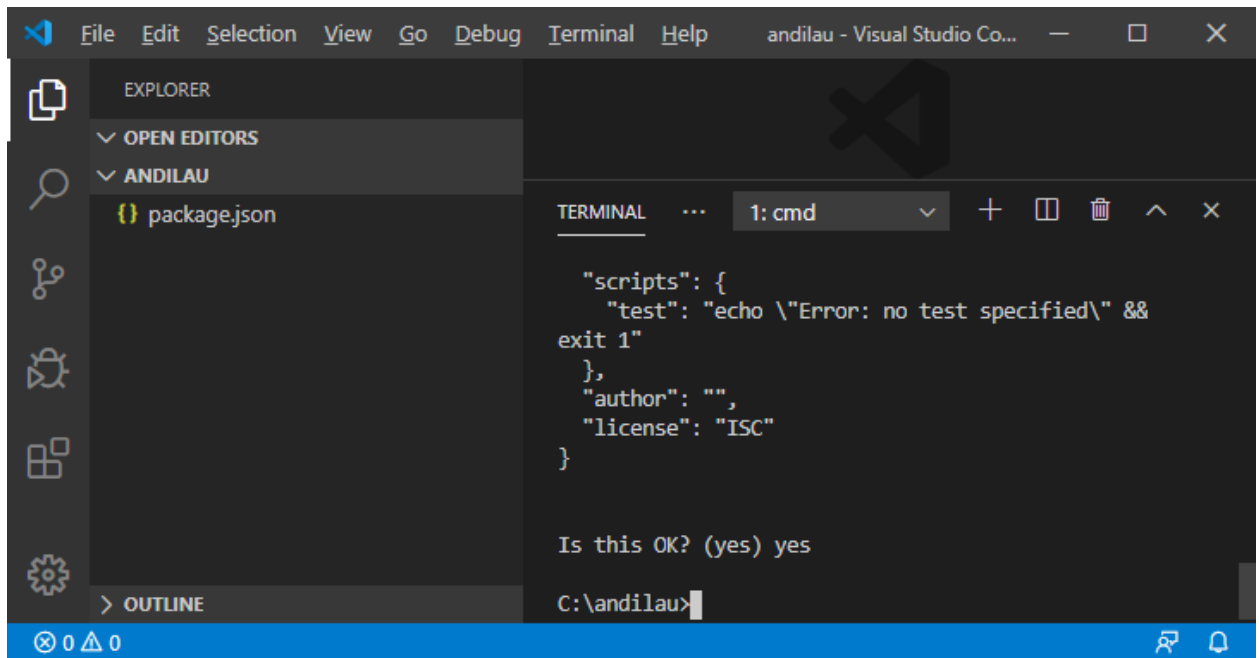 File Edit Selection View Go Debug Terminal Help andilau - Visual Studio Co...
EXPLORER
OPEN EDITORS
ANDILAU
{} package.json
OUTLINE
TERMINAL ... 1: cmd
"scripts": {
"test": "echo \"Error: no test specified\" &&
exit 1"
},
"author": "",
"license": "ISC"
}
Is this OK? (yes) yes
C:\andilau>
0 0